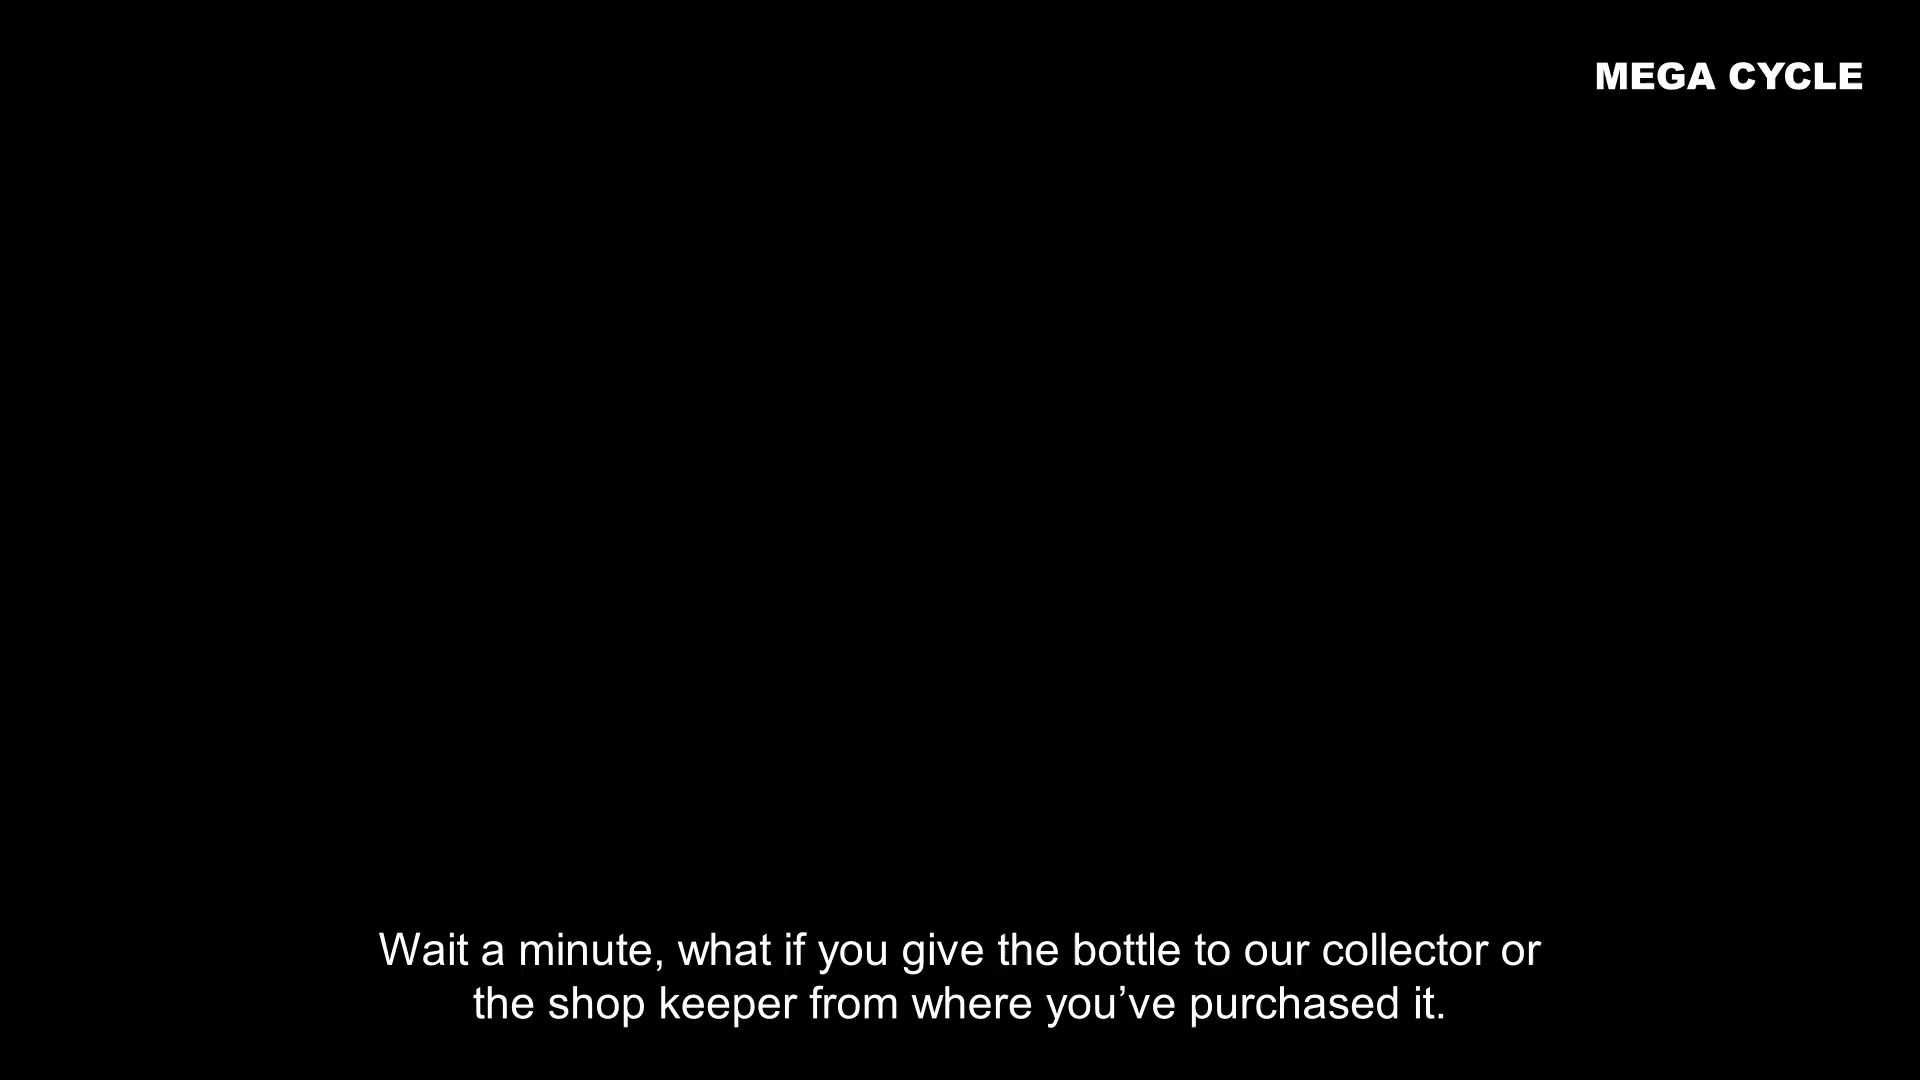 MEGA CYCLE
Wait a minute, what if you give the bottle to our collector or
the shop keeper from where you’ve purchased it.